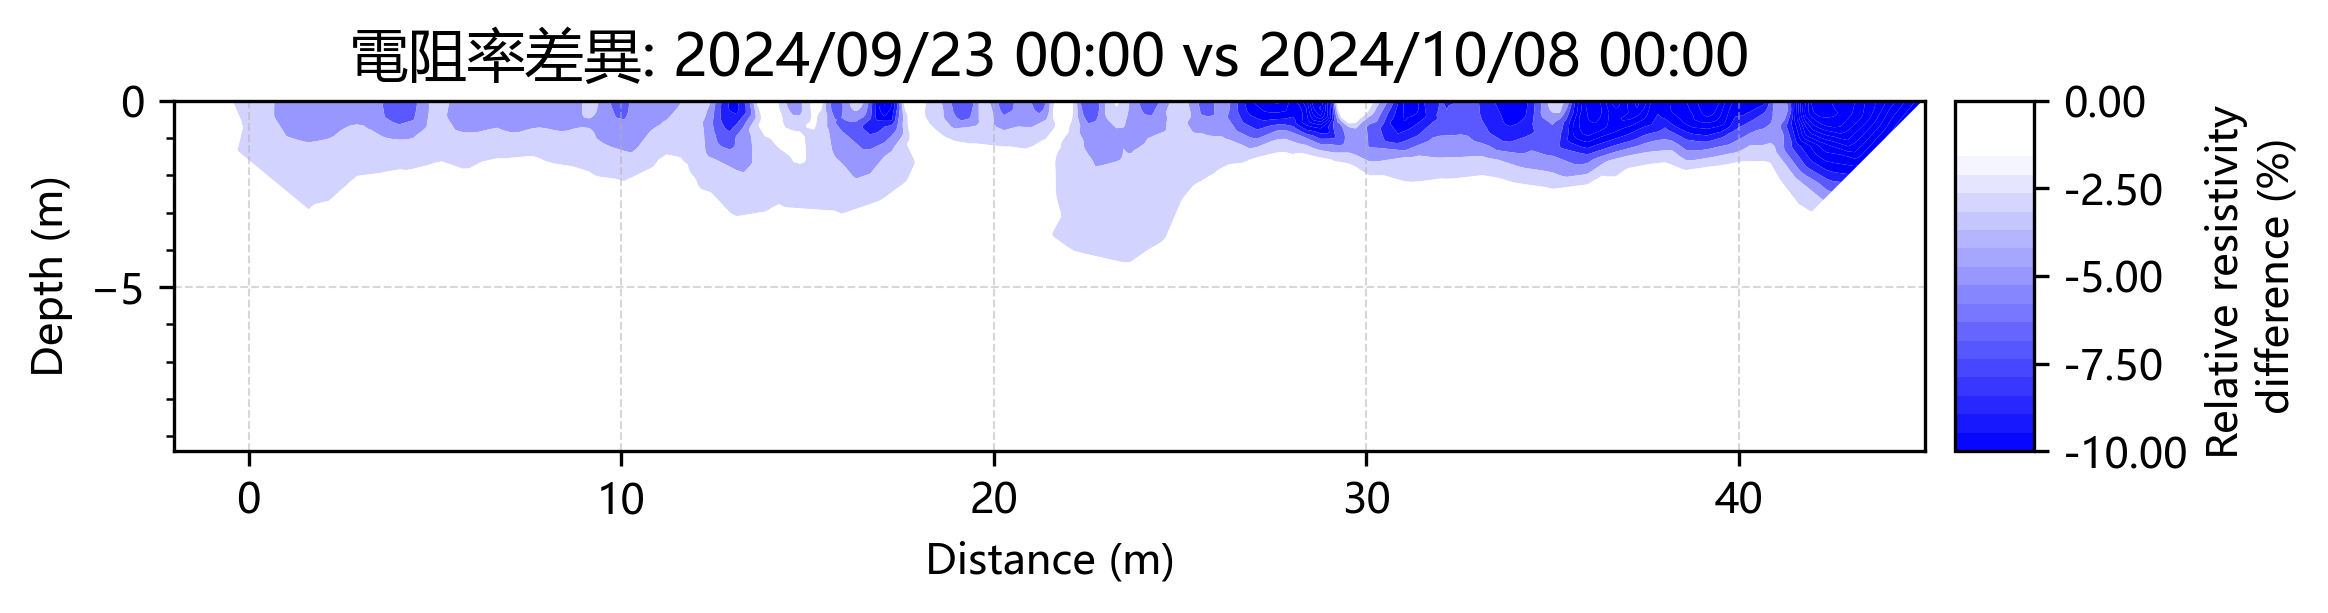 電阻率差異: 2024/09/23 00:00 vs 2024/10/08 00:00
0
−5
Depth (m)
0 10 20 30 40
Distance (m)
0.00
-2.50
-5.00
-7.50
-10.00
Relative resistivity
difference (%)